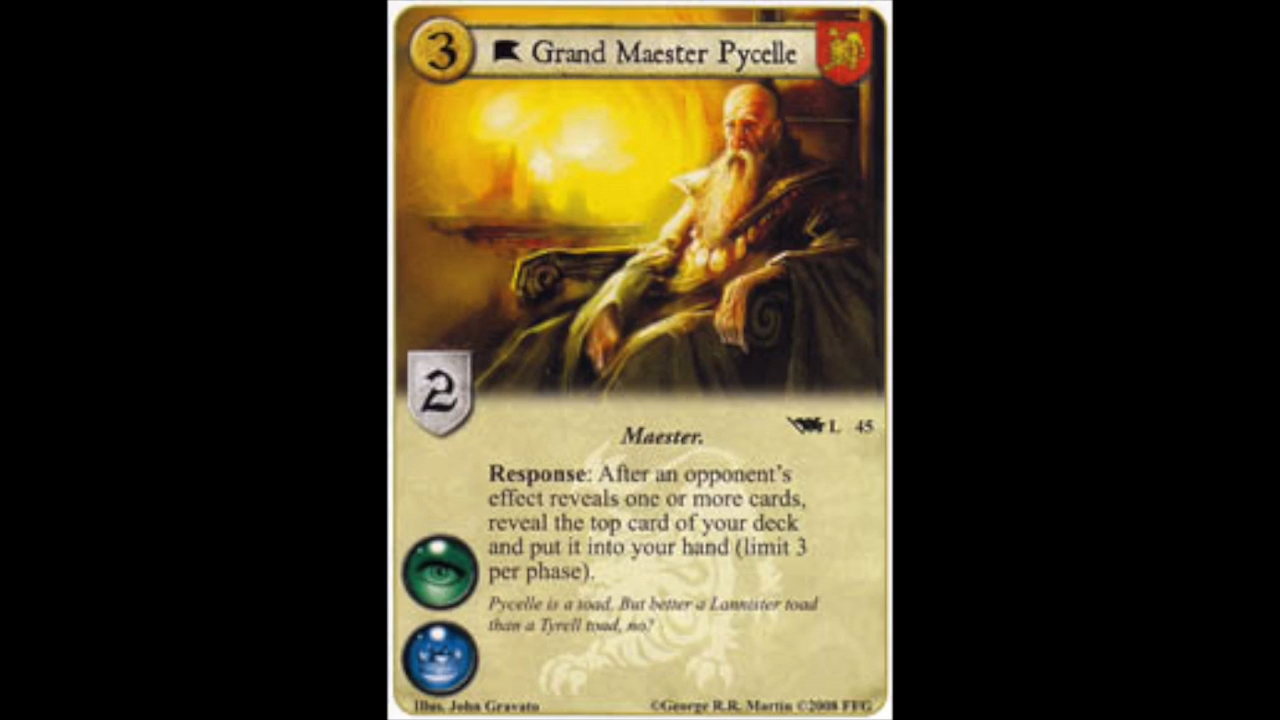 3
Grand Maester Pycelle
2
Maester.
L 45
Response: After an opponent's
effect reveals one or more cards,
reveal the top card of your deck
and put it into your hand (limit 3
per phase).
Pycelle is a toad. But better a Lannister toad
than a Tyrell toad, no?
Illus. John Gravato
©George R.R. Martin ©2008 FFG